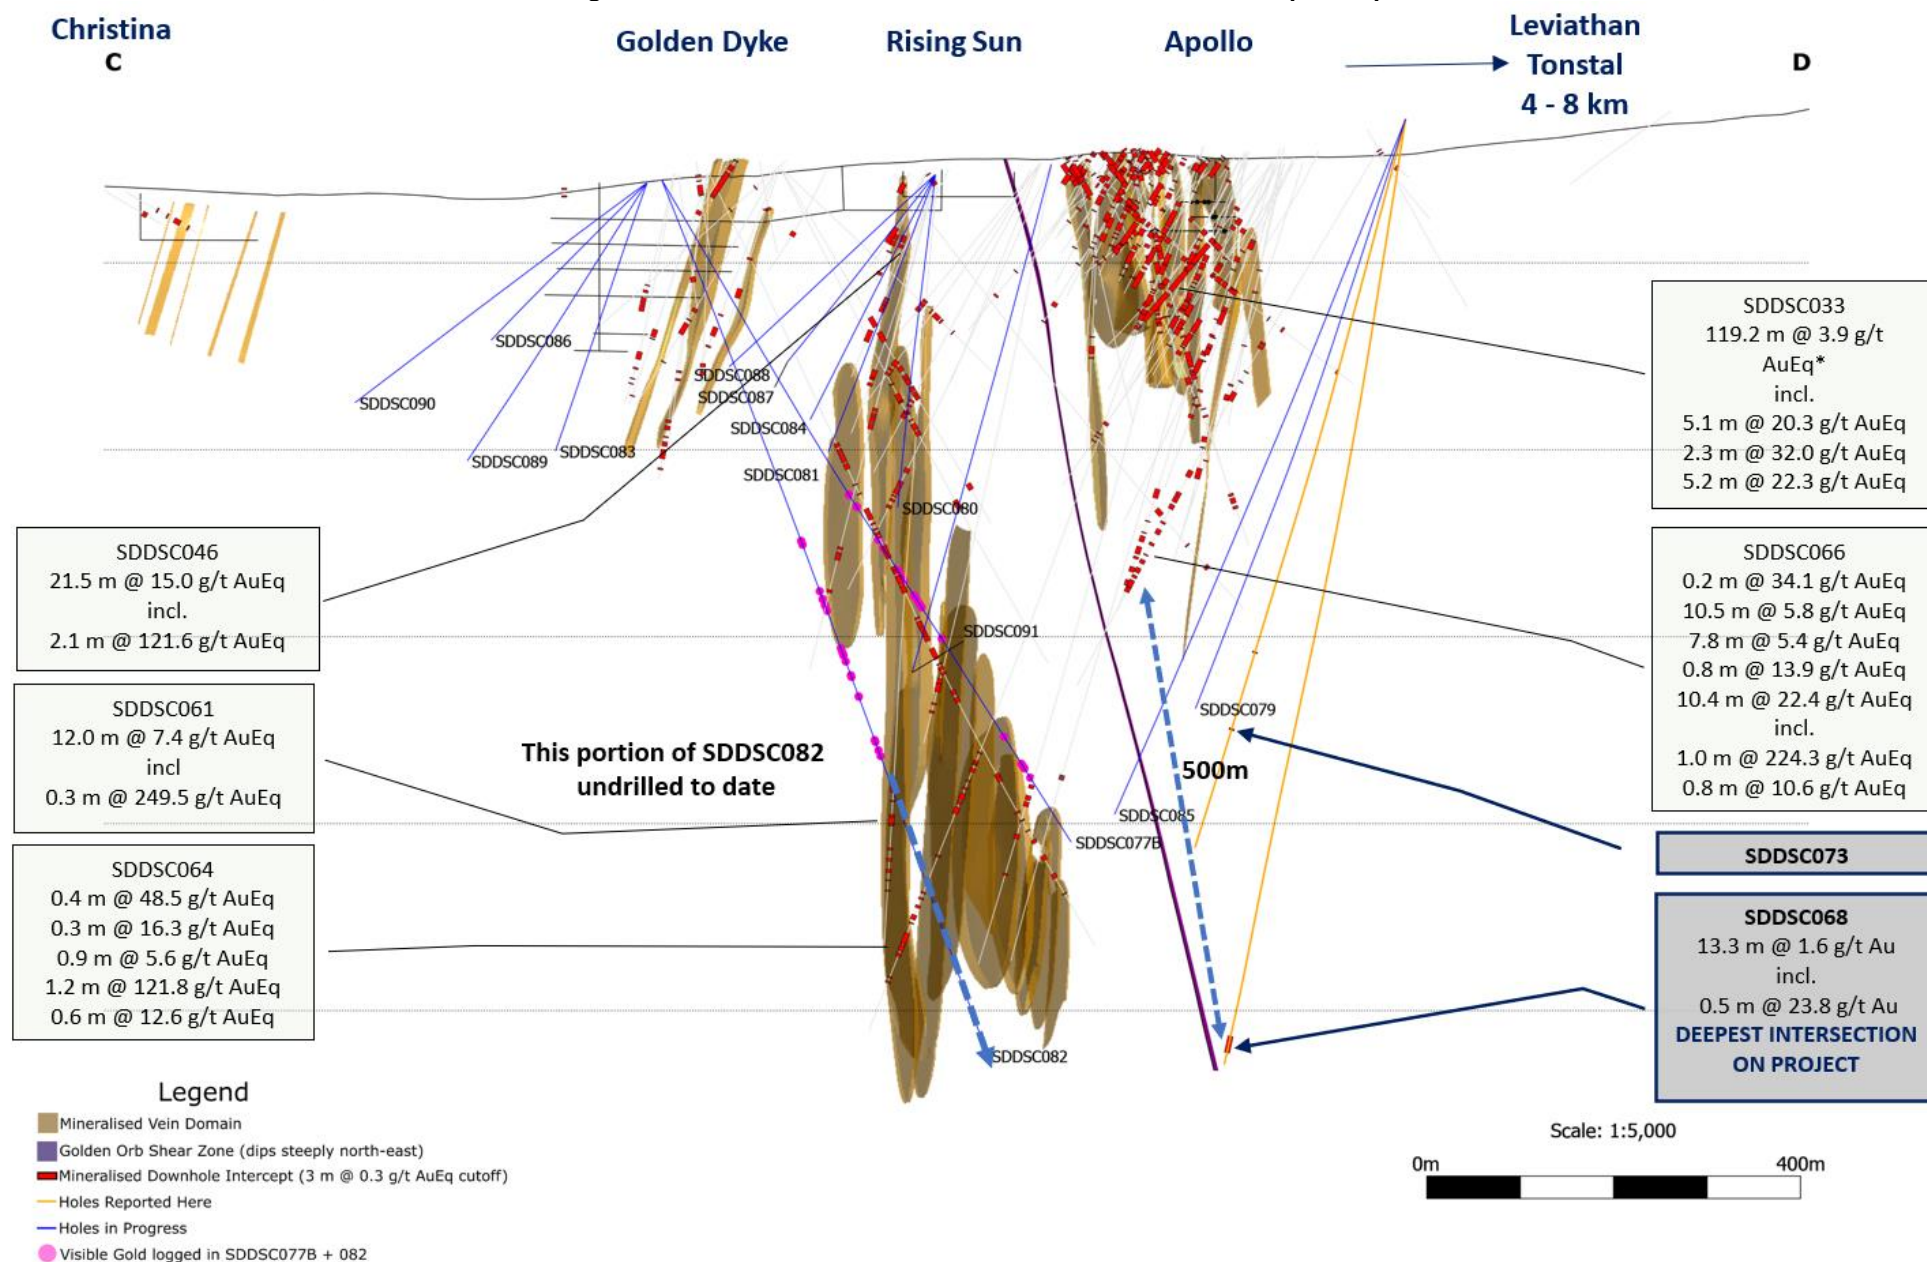 Christina
C
Golden Dyke
Rising Sun
Apollo
Leviathan
Tonstal
4 - 8 km
D
SDDSC086
SDDSC090
SDDSC088
SDDSC087
SDDSC084
SDDSC089
SDDSC083
SDDSC081
SDDSC080
SDDSC091
SDDSC079
SDDSC085
SDDSC077B
SDDSC082
500m
This portion of SDDSC082
undrilled to date
SDDSC046
21.5 m @ 15.0 g/t AuEq
incl.
2.1 m @ 121.6 g/t AuEq
SDDSC061
12.0 m @ 7.4 g/t AuEq
incl
0.3 m @ 249.5 g/t AuEq
SDDSC064
0.4 m @ 48.5 g/t AuEq
0.3 m @ 16.3 g/t AuEq
0.9 m @ 5.6 g/t AuEq
1.2 m @ 121.8 g/t AuEq
0.6 m @ 12.6 g/t AuEq
SDDSC033
119.2 m @ 3.9 g/t
AuEq*
incl.
5.1 m @ 20.3 g/t AuEq
2.3 m @ 32.0 g/t AuEq
5.2 m @ 22.3 g/t AuEq
SDDSC066
0.2 m @ 34.1 g/t AuEq
10.5 m @ 5.8 g/t AuEq
7.8 m @ 5.4 g/t AuEq
0.8 m @ 13.9 g/t AuEq
10.4 m @ 22.4 g/t AuEq
incl.
1.0 m @ 224.3 g/t AuEq
0.8 m @ 10.6 g/t AuEq
SDDSC073
SDDSC068
13.3 m @ 1.6 g/t Au
incl.
0.5 m @ 23.8 g/t Au
DEEPEST INTERSECTION
ON PROJECT
Legend
Mineralised Vein Domain
Golden Orb Shear Zone (dips steeply north-east)
Mineralised Downhole Intercept (3 m @ 0.3 g/t AuEq cutoff)
Holes Reported Here
Holes in Progress
Visible Gold logged in SDDSC077B + 082
Scale: 1:5,000
0m
400m